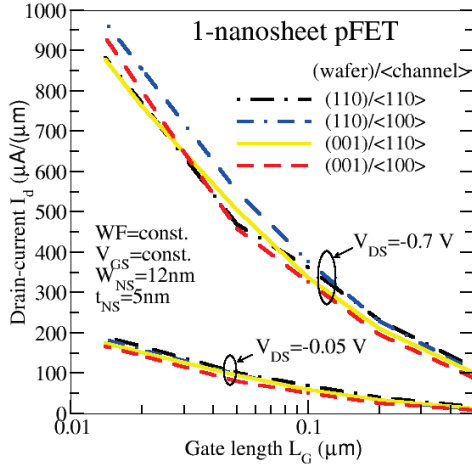 1-nanosheet pFET
(wafer)/<channel>
(110)/<110>
(110)/<100>
(001)/<110>
(001)/<100>
WF=const.
V_GS=const.
W_NS=12nm
t_NS=5nm
V_DS=-0.7 V
V_DS=-0.05 V
Drain-current I_d (μA/(μm)
1000
900
800
700
600
500
400
300
200
100
0
0.01
0.1
Gate length L_G (μm)